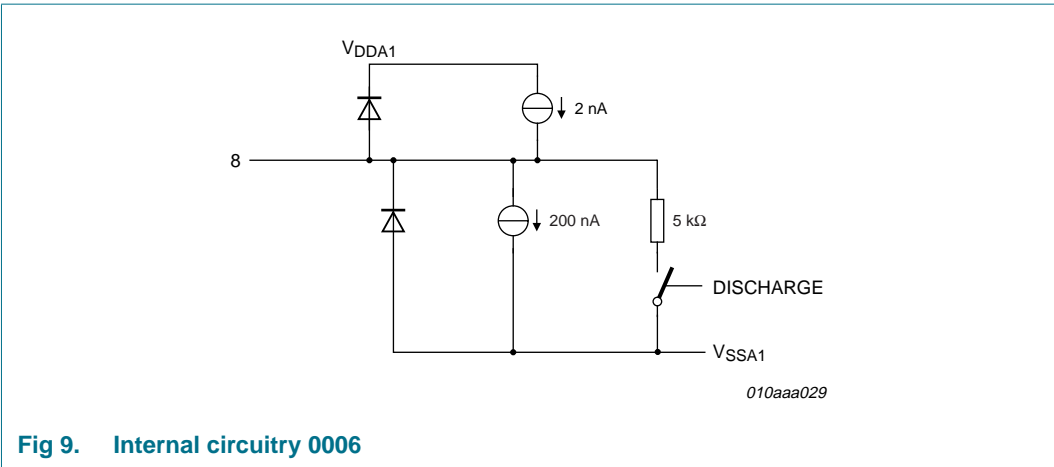 VDDA1
2 nA
8
200 nA
5 kΩ
DISCHARGE
VSSA1
010aaa029
Fig 9. Internal circuitry 0006